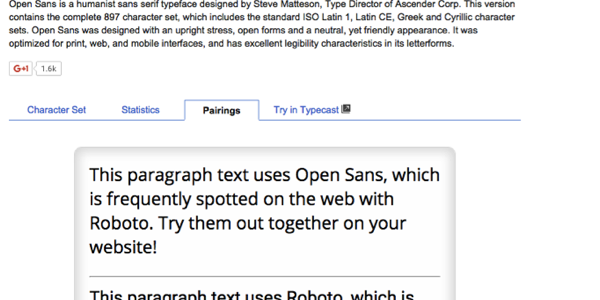 Open Sans is a humanist sans serif typeface designed by Steve Matteson, Type Director of Ascender Corp. This version
contains the complete 897 character set, which includes the standard ISO Latin 1, Latin CE, Greek and Cyrillic character
sets. Open Sans was designed with an upright stress, open forms and a neutral, yet friendly appearance. It was
optimized for print, web, and mobile interfaces, and has excellent legibility characteristics in its letterforms.
G+1 1.6k
Character Set Statistics Pairings Try in Typecast
This paragraph text uses Open Sans, which
is frequently spotted on the web with
Roboto. Try them out together on your
website!
This paragraph text uses Roboto, which is